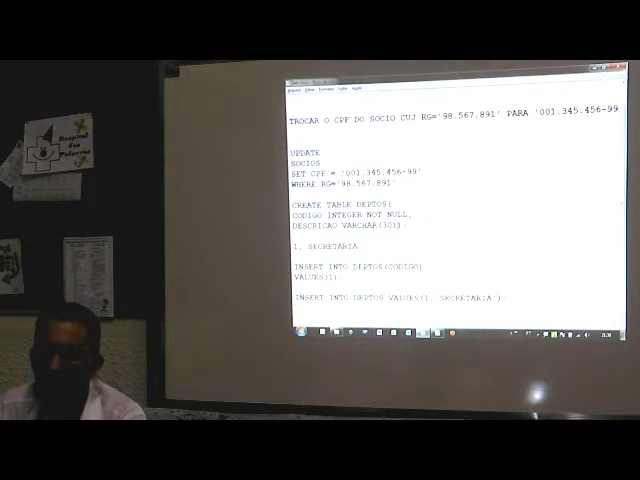 TROCAR O CPF DO SOCIO CUJ RG='98.567.891' PARA '001.345.456-99
UPDATE
SOCIOS
SET CPF = '001.345.456-99'
WHERE RG='98.567.891'
CREATE TABLE DEPTOS(
CODIGO INTEGER NOT NULL,
DESCRICAO VARCHAR(30));
1, SECRETARIA
INSERT INTO DEPTOS(CODIGO)
VALUES(1);
INSERT INTO DEPTOS VALUES(1, SECRETARIA');
Hospital
das
Palavras